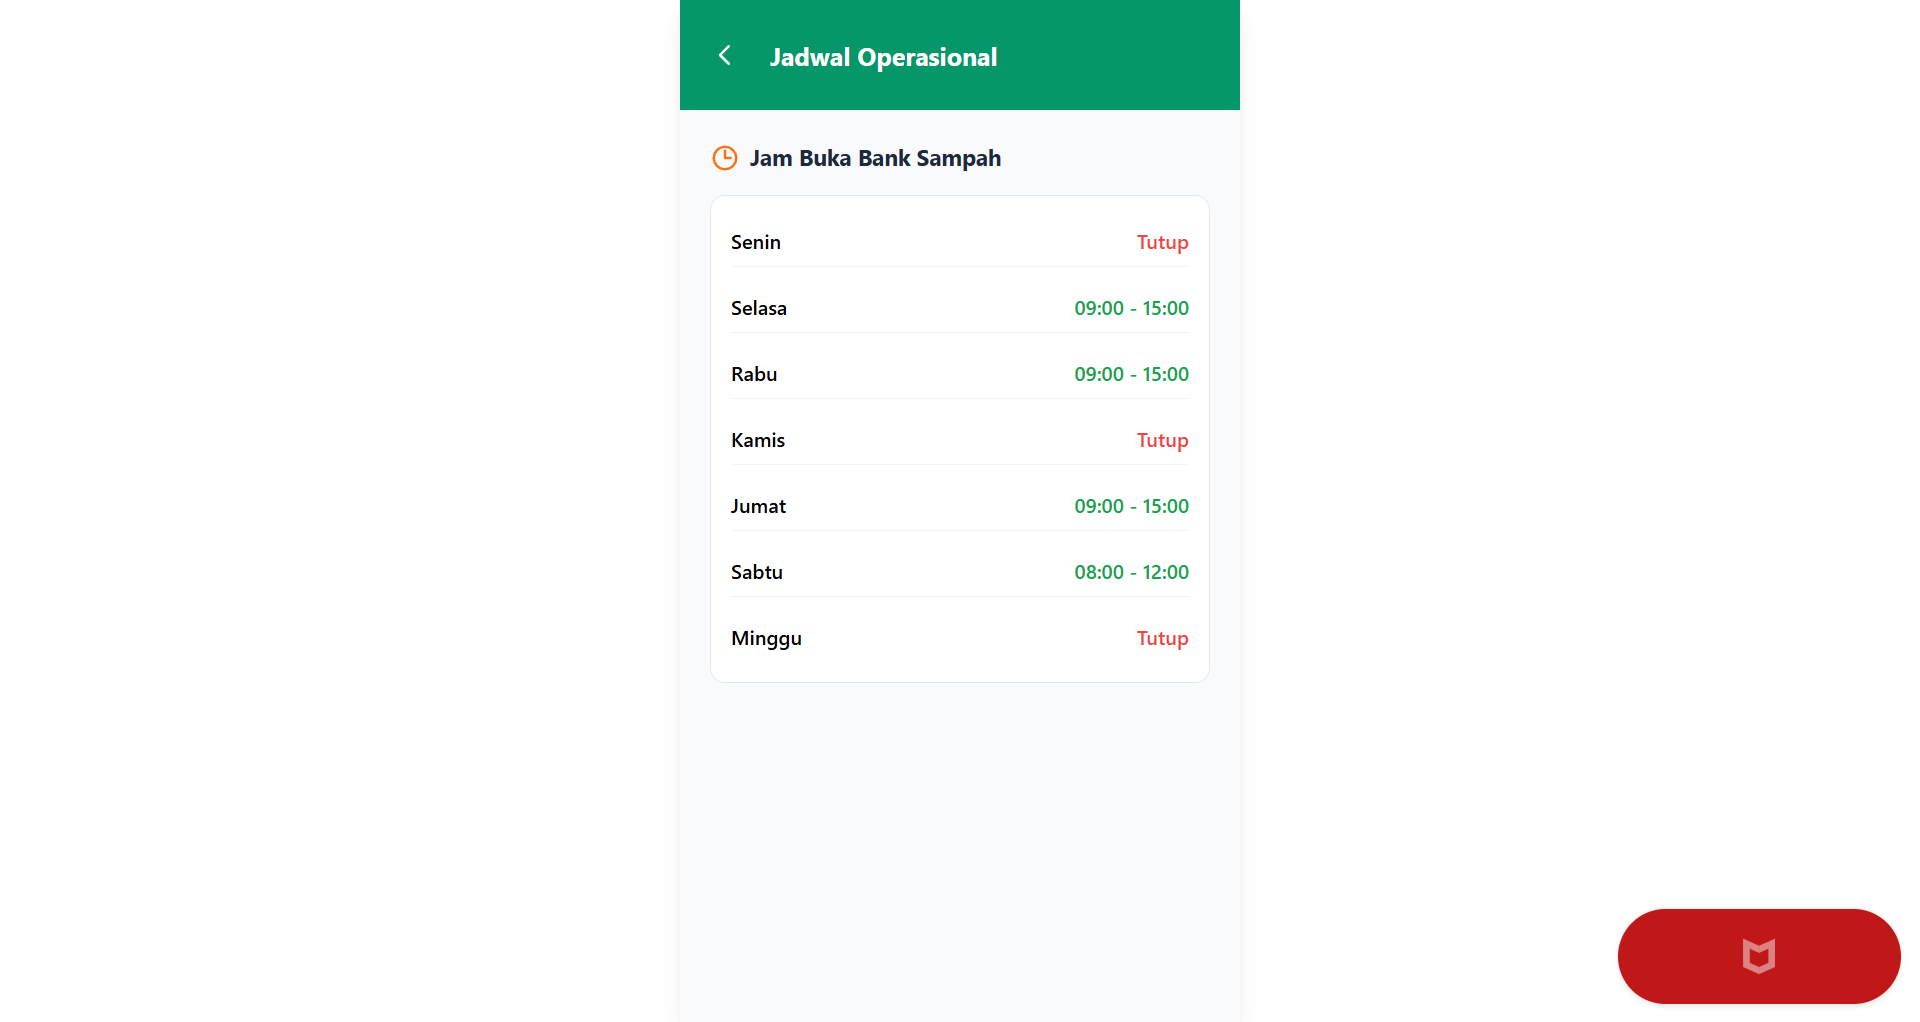 Jadwal Operasional
Jam Buka Bank Sampah
Senin Tutup
Selasa 09:00 - 15:00
Rabu 09:00 - 15:00
Kamis Tutup
Jumat 09:00 - 15:00
Sabtu 08:00 - 12:00
Minggu Tutup